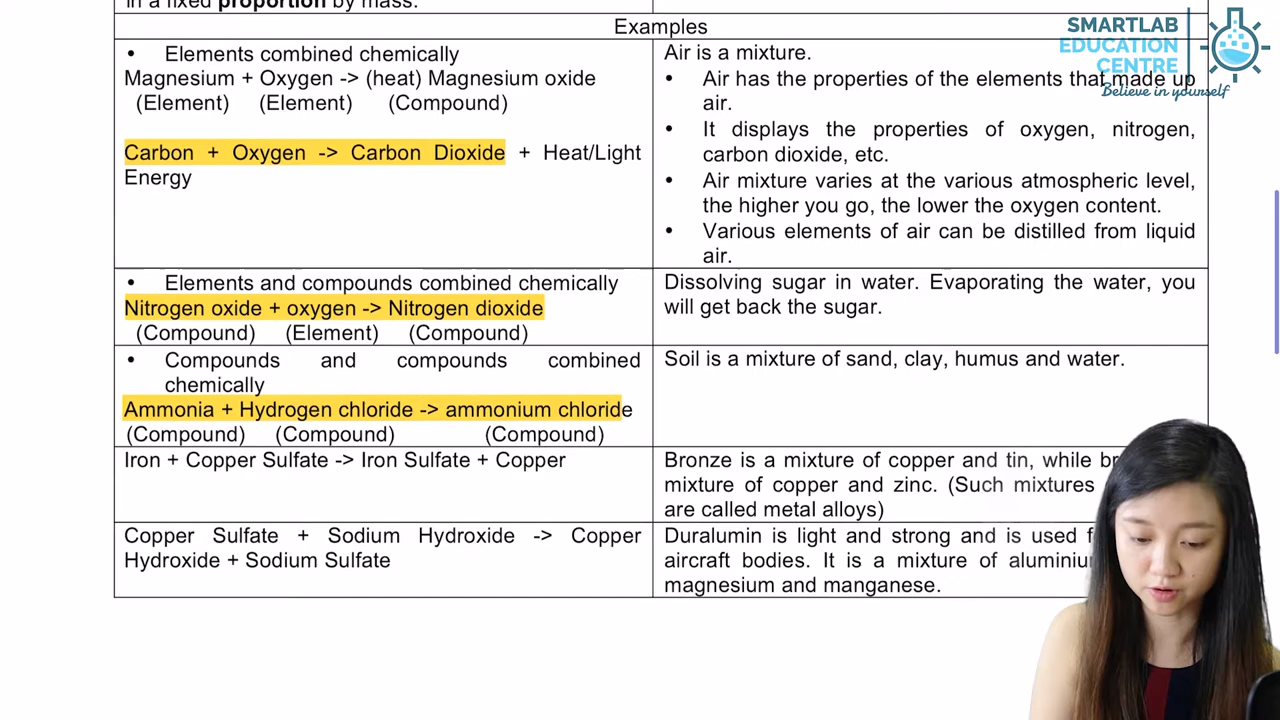 in a fixed proportion by mass.
Examples
• Elements combined chemically
Magnesium + Oxygen -> (heat) Magnesium oxide
(Element) (Element) (Compound)
Carbon + Oxygen -> Carbon Dioxide + Heat/Light
Energy
Air is a mixture.
• Air has the properties of the elements that made up
air.
• It displays the properties of oxygen, nitrogen,
carbon dioxide, etc.
• Air mixture varies at the various atmospheric level,
the higher you go, the lower the oxygen content.
• Various elements of air can be distilled from liquid
air.
• Elements and compounds combined chemically
Nitrogen oxide + oxygen -> Nitrogen dioxide
(Compound) (Element) (Compound)
Dissolving sugar in water. Evaporating the water, you
will get back the sugar.
• Compounds and compounds combined
chemically
Ammonia + Hydrogen chloride -> ammonium chloride
(Compound) (Compound) (Compound)
Soil is a mixture of sand, clay, humus and water.
Iron + Copper Sulfate -> Iron Sulfate + Copper
Bronze is a mixture of copper and tin, while
mixture of copper and zinc. (Such mixtures
are called metal alloys)
Copper Sulfate + Sodium Hydroxide -> Copper
Hydroxide + Sodium Sulfate
Duralumin is light and strong and is used
aircraft bodies. It is a mixture of
magnesium and manganese.
SMARTLAB
EDUCATION
CENTRE
Believe in yourself